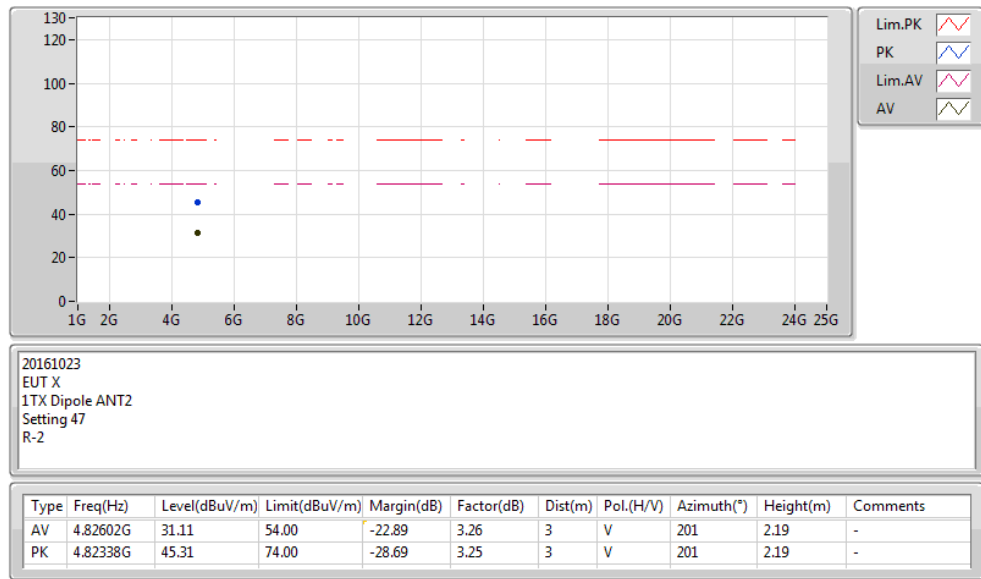 130
120
100
80
60
40
20
0
1G 2G 4G 6G 8G 10G 12G 14G 16G 18G 20G 22G 24G 25G
Lim.PK
PK
Lim.AV
AV
20161023
EUT X
1TX Dipole ANT2
Setting 47
R-2
Type Freq(Hz) Level(dBuV/m) Limit(dBuV/m) Margin(dB) Factor(dB) Dist(m) Pol.(H/V) Azimuth(°) Height(m) Comments
AV 4.82602G 31.11 54.00 -22.89 3.26 3 V 201 2.19 -
PK 4.82338G 45.31 74.00 -28.69 3.25 3 V 201 2.19 -